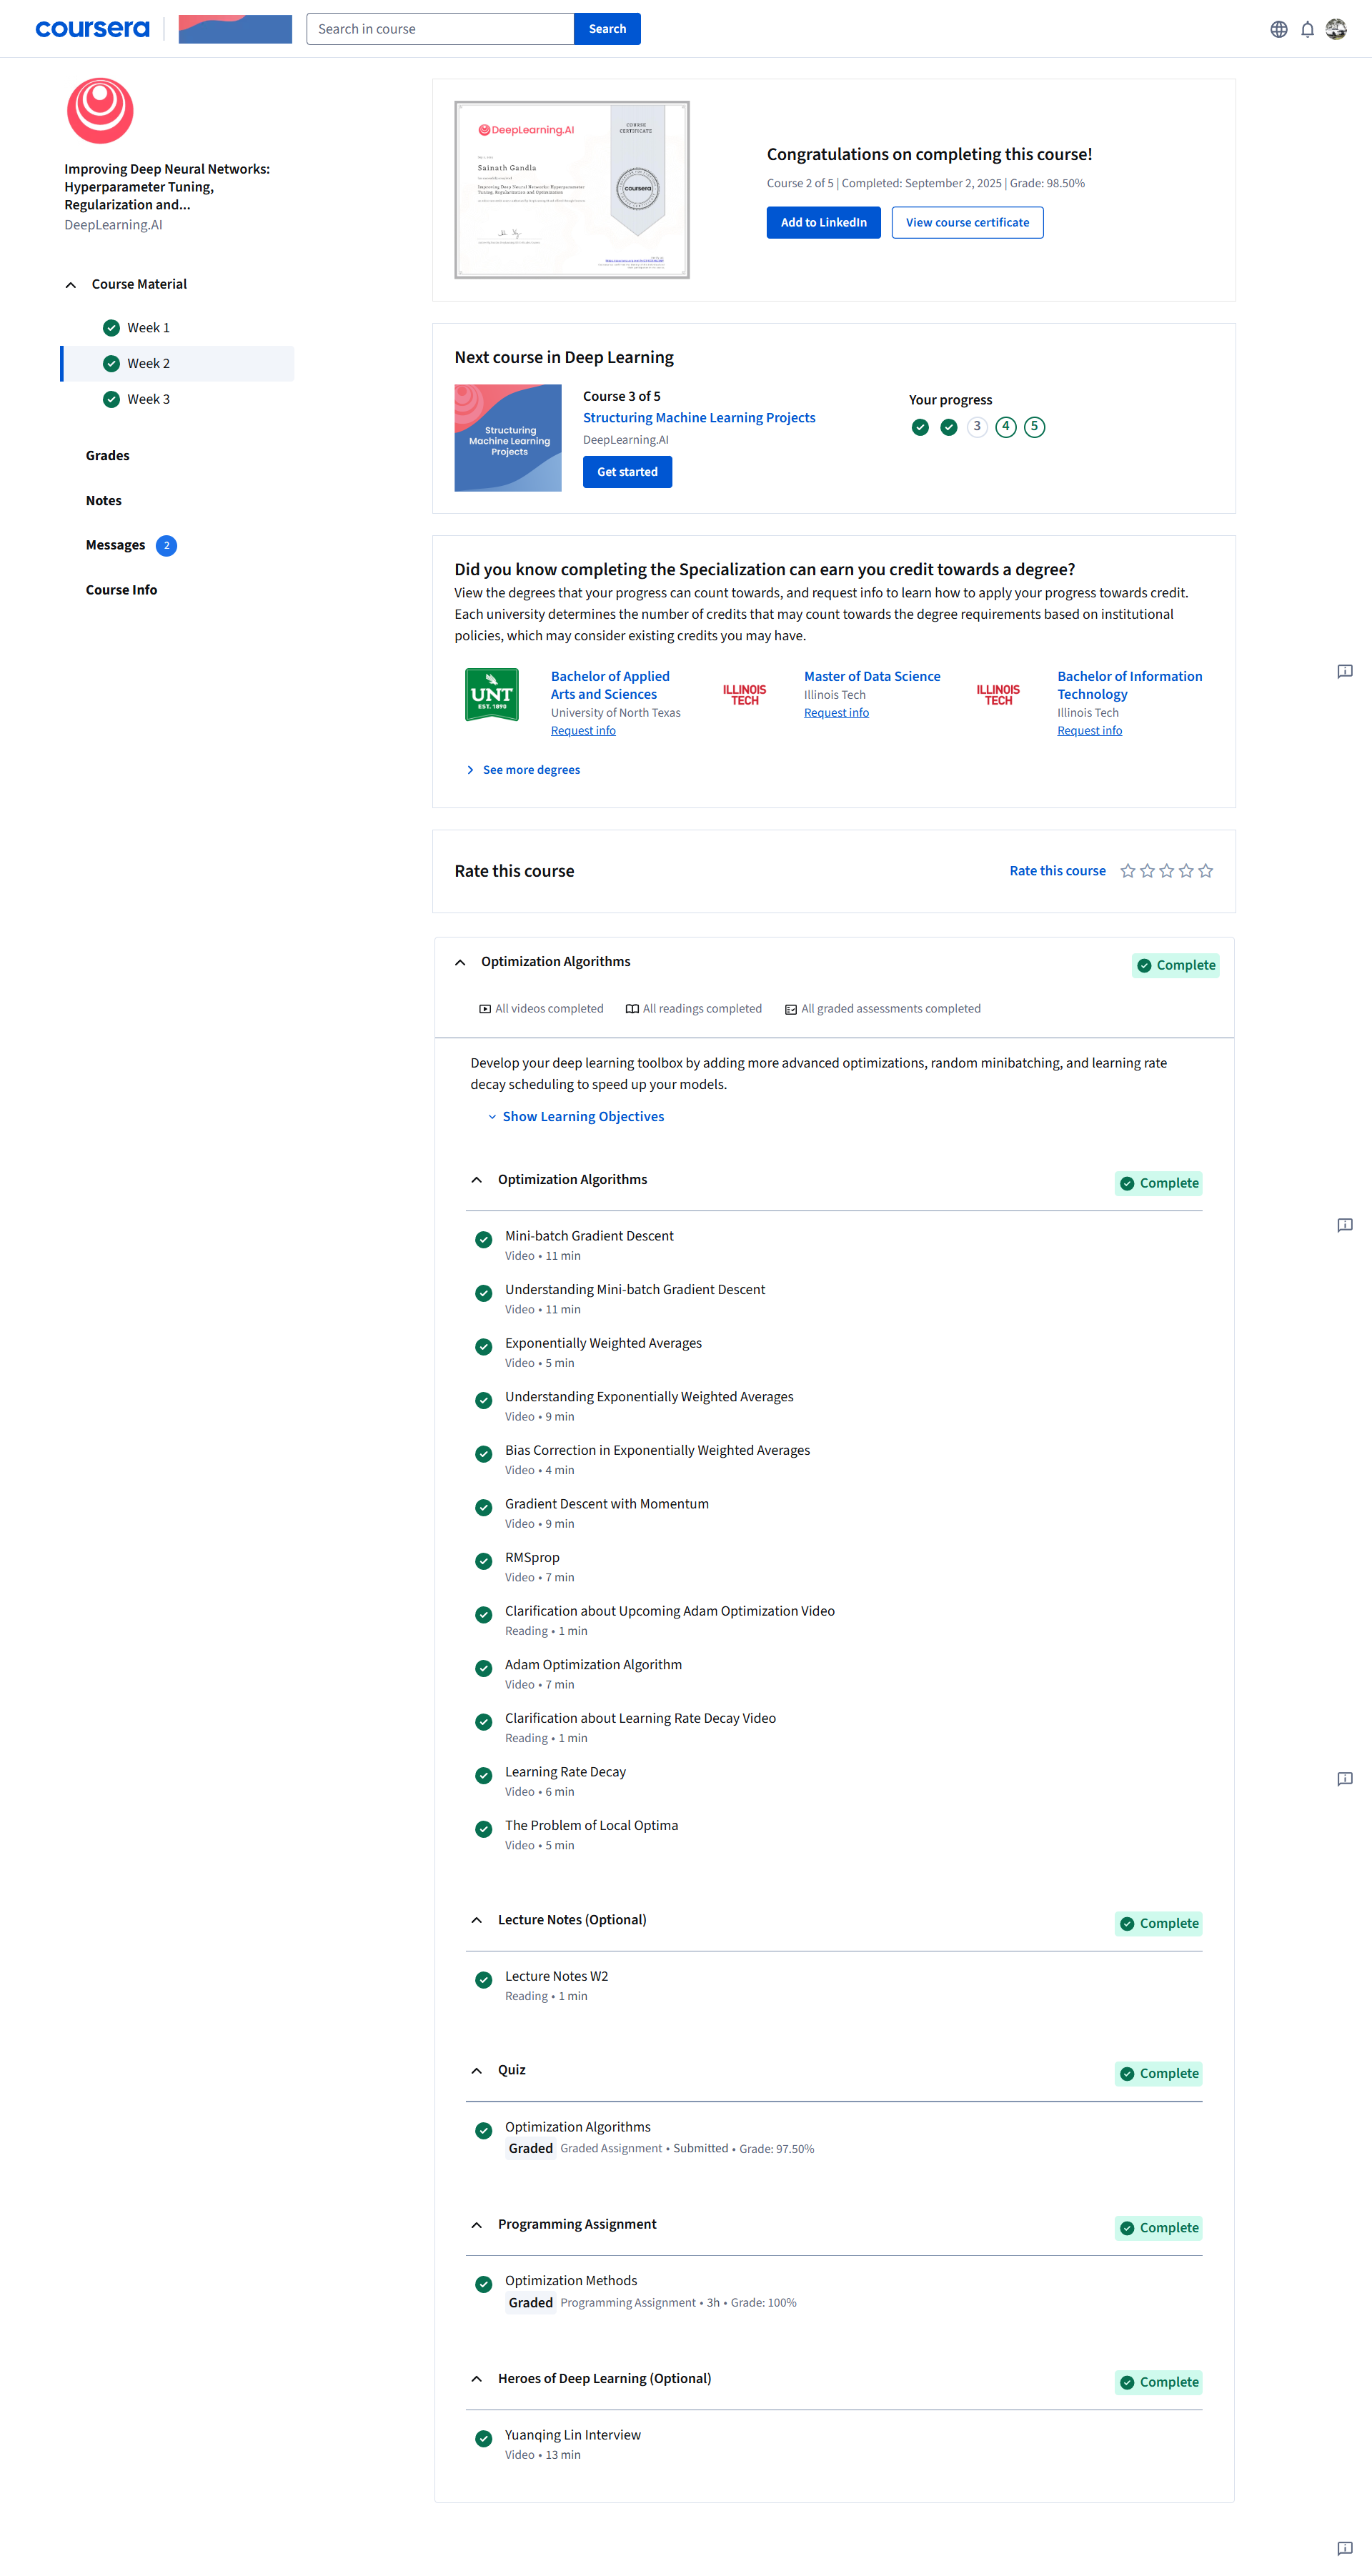 coursera
Search in course
Search
Improving Deep Neural Networks:
Hyperparameter Tuning,
Regularization and...
DeepLearning.AI
Course Material
Week 1
Week 2
Week 3
Grades
Notes
Messages 2
Course Info
DeepLearning.AI
COURSE
CERTIFICATE
Sainath Gandla
Improving Deep Neural Networks: Hyperparameter
Tuning, Regularization and Optimization
coursera
Congratulations on completing this course!
Course 2 of 5 | Completed: September 2, 2025 | Grade: 98.50%
Add to LinkedIn
View course certificate
Next course in Deep Learning
Structuring
Machine Learning
Projects
Course 3 of 5
Structuring Machine Learning Projects
DeepLearning.AI
Get started
Your progress
3 4 5
Did you know completing the Specialization can earn you credit towards a degree?
View the degrees that your progress can count towards, and request info to learn how to apply your progress towards credit.
Each university determines the number of credits that may count towards the degree requirements based on institutional
policies, which may consider existing credits you may have.
UNT
EST. 1890
Bachelor of Applied
Arts and Sciences
University of North Texas
Request info
ILLINOIS
TECH
Master of Data Science
Illinois Tech
Request info
ILLINOIS
TECH
Bachelor of Information
Technology
Illinois Tech
Request info
See more degrees
Rate this course
Rate this course
Optimization Algorithms
Complete
All videos completed
All readings completed
All graded assessments completed
Develop your deep learning toolbox by adding more advanced optimizations, random minibatching, and learning rate
decay scheduling to speed up your models.
Show Learning Objectives
Optimization Algorithms
Complete
Mini-batch Gradient Descent
Video • 11 min
Understanding Mini-batch Gradient Descent
Video • 11 min
Exponentially Weighted Averages
Video • 5 min
Understanding Exponentially Weighted Averages
Video • 9 min
Bias Correction in Exponentially Weighted Averages
Video • 4 min
Gradient Descent with Momentum
Video • 9 min
RMSprop
Video • 7 min
Clarification about Upcoming Adam Optimization Video
Reading • 1 min
Adam Optimization Algorithm
Video • 7 min
Clarification about Learning Rate Decay Video
Reading • 1 min
Learning Rate Decay
Video • 6 min
The Problem of Local Optima
Video • 5 min
Lecture Notes (Optional)
Complete
Lecture Notes W2
Reading • 1 min
Quiz
Complete
Optimization Algorithms
Graded Graded Assignment • Submitted • Grade: 97.50%
Programming Assignment
Complete
Optimization Methods
Graded Programming Assignment • 3h • Grade: 100%
Heroes of Deep Learning (Optional)
Complete
Yuanqing Lin Interview
Video • 13 min